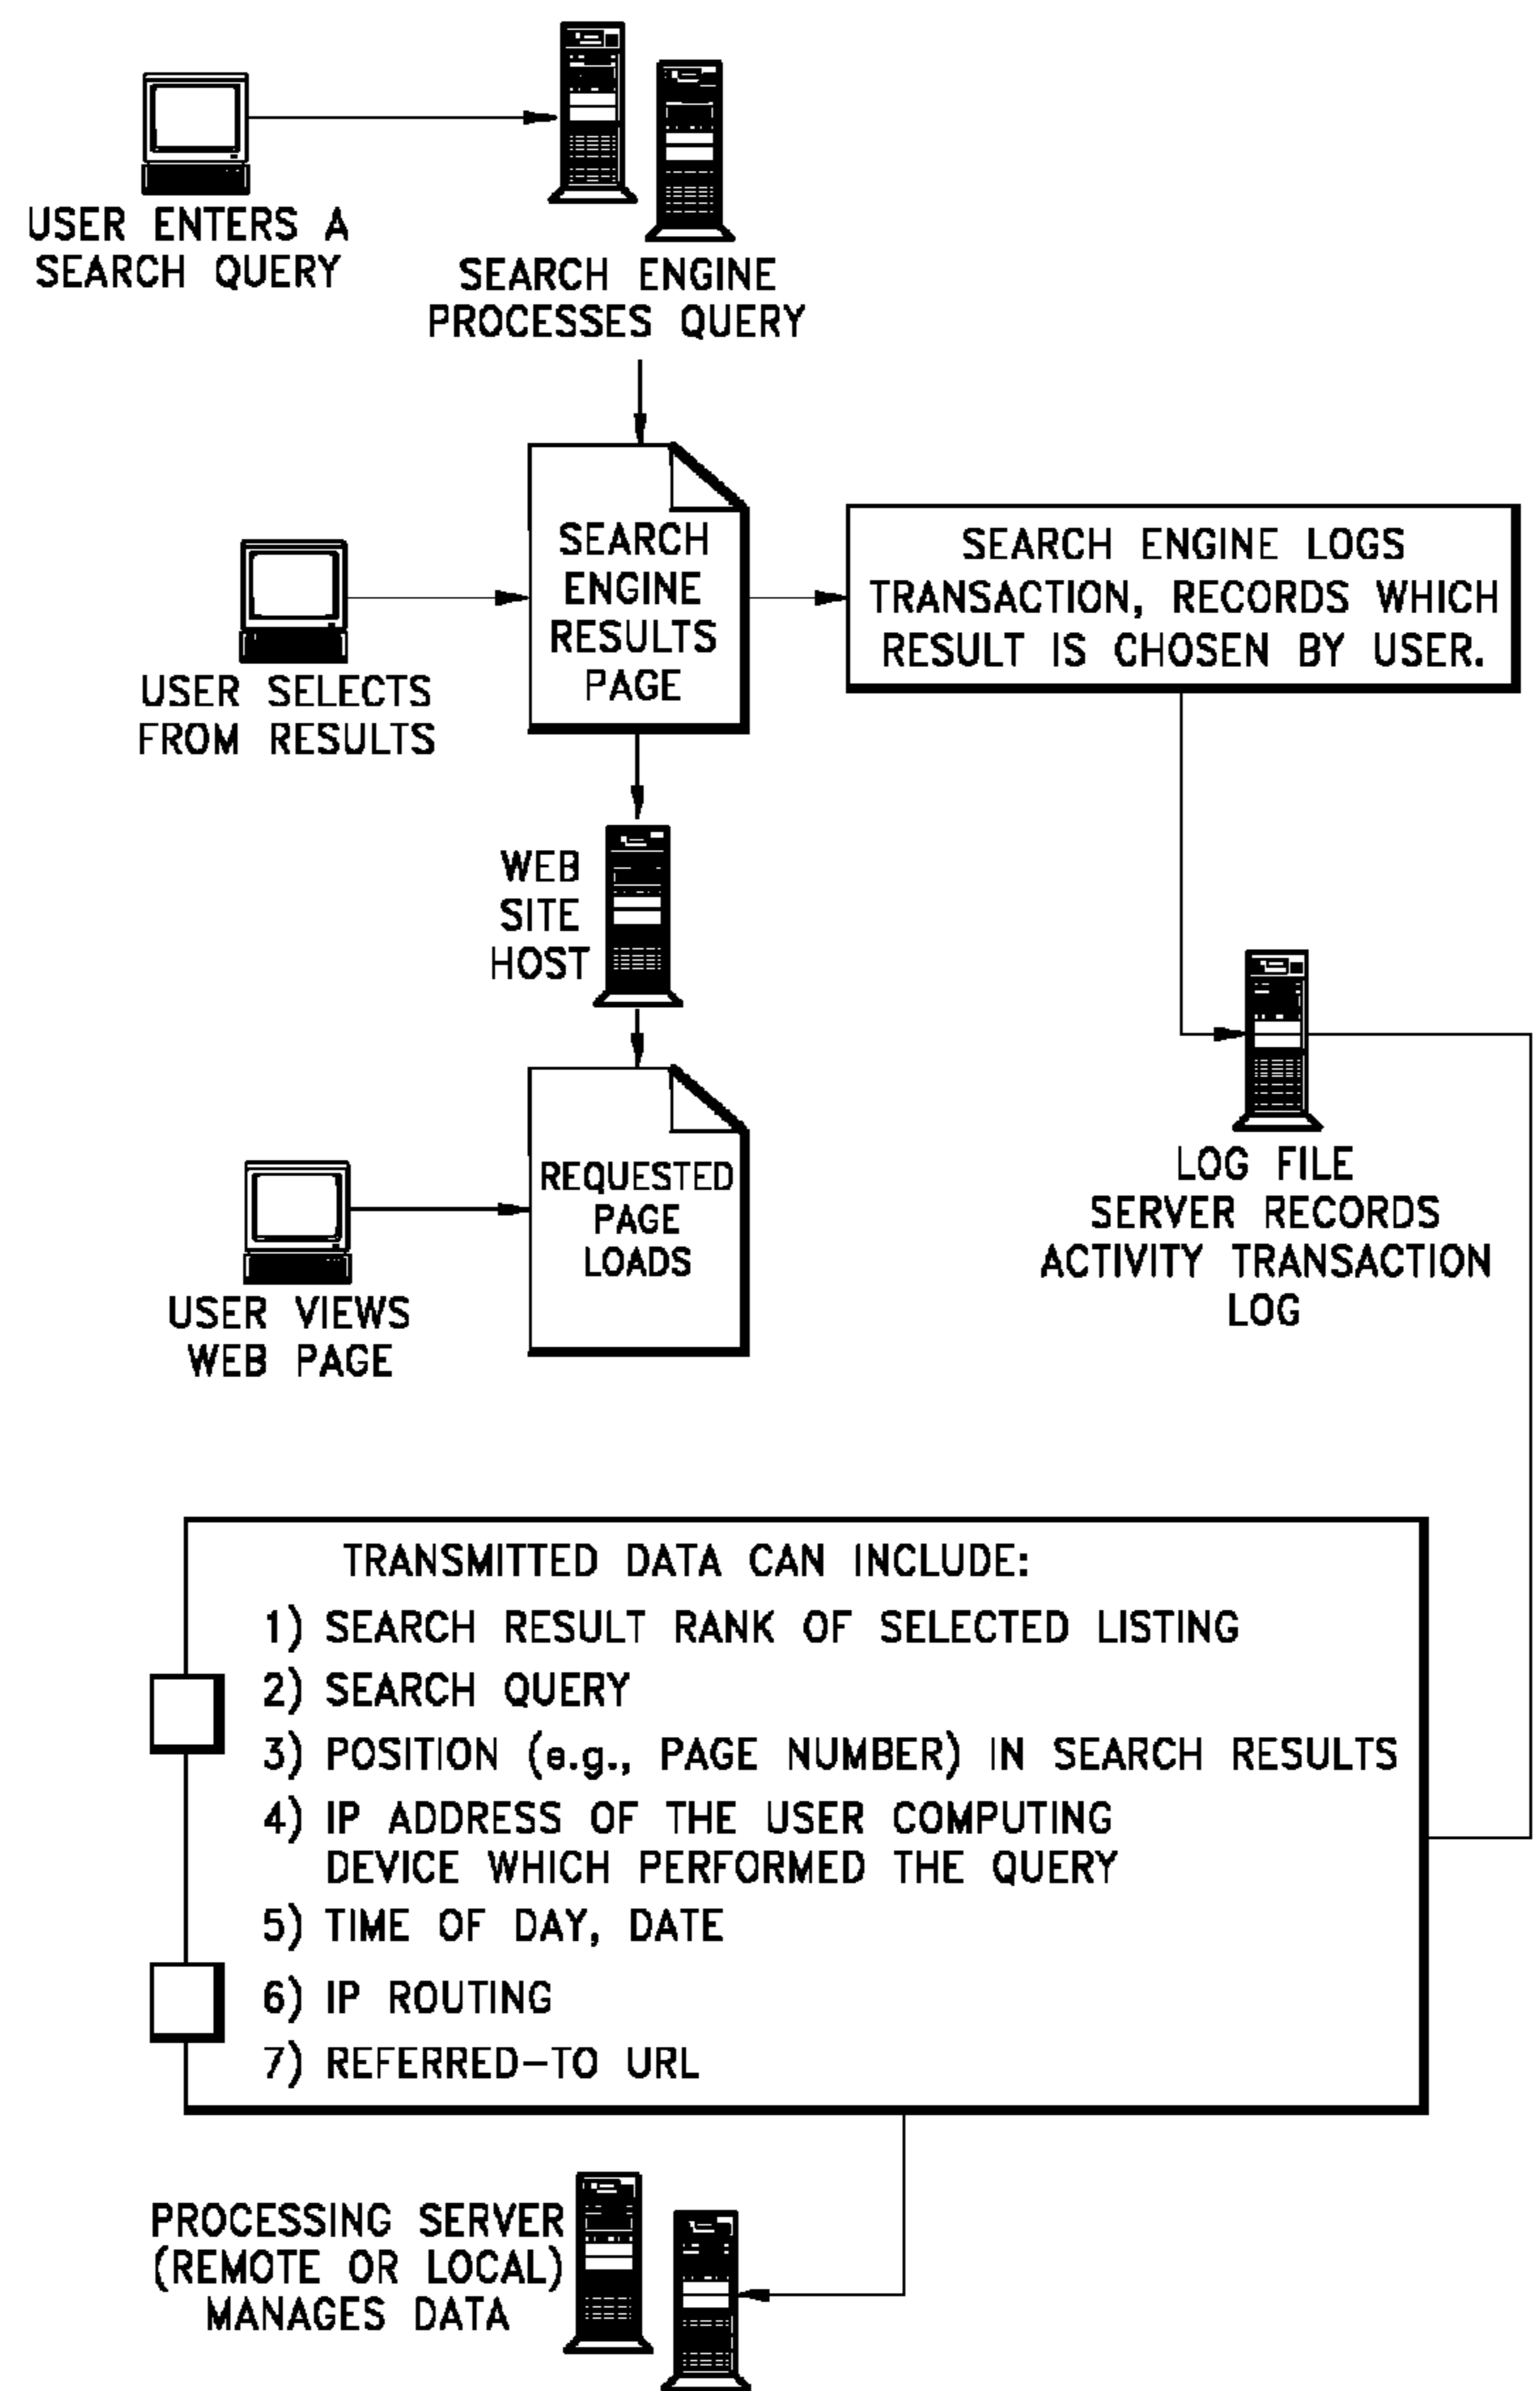 USER ENTERS A
SEARCH QUERY
SEARCH ENGINE
PROCESSES QUERY
SEARCH
ENGINE
RESULTS
PAGE
SEARCH ENGINE LOGS
TRANSACTION, RECORDS WHICH
RESULT IS CHOSEN BY USER.
USER SELECTS
FROM RESULTS
WEB
SITE
HOST
REQUESTED
PAGE
LOADS
LOG FILE
SERVER RECORDS
ACTIVITY TRANSACTION
LOG
USER VIEWS
WEB PAGE
TRANSMITTED DATA CAN INCLUDE:
1) SEARCH RESULT RANK OF SELECTED LISTING
2) SEARCH QUERY
3) POSITION (e.g., PAGE NUMBER) IN SEARCH RESULTS
4) IP ADDRESS OF THE USER COMPUTING
DEVICE WHICH PERFORMED THE QUERY
5) TIME OF DAY, DATE
6) IP ROUTING
7) REFERRED-TO URL
PROCESSING SERVER
(REMOTE OR LOCAL)
MANAGES DATA